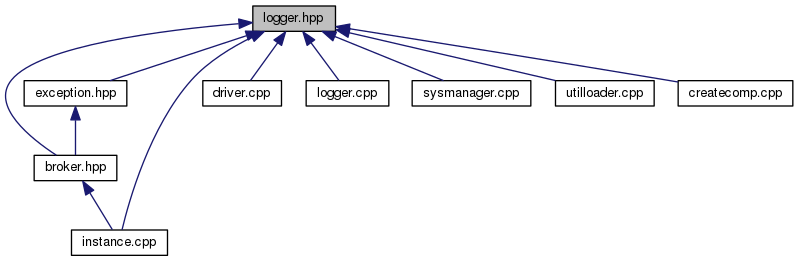 logger.hpp
exception.hpp
driver.cpp
logger.cpp
sysmanager.cpp
utilloader.cpp
createcomp.cpp
broker.hpp
instance.cpp